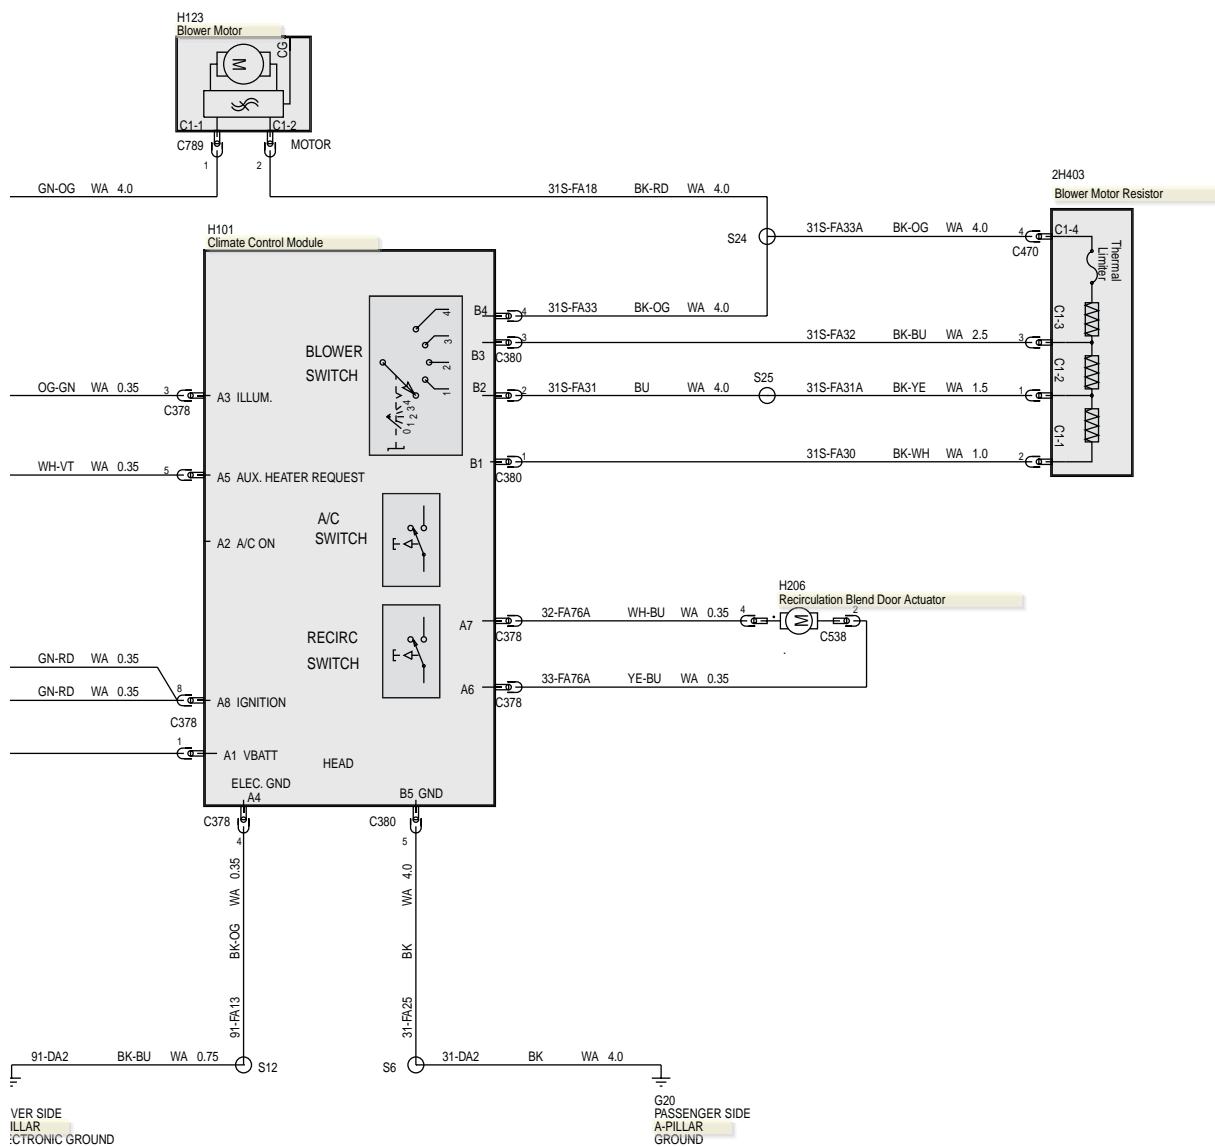 H123
Blower Motor
CG
M
C1-1 C1-2
C789 MOTOR
1 2
GN-OG WA 4.0
31S-FA18 BK-RD WA 4.0
2H403
Blower Motor Resistor
H101
Climate Control Module
S24
31S-FA33A BK-OG WA 4.0
4 C1-4
C470
Thermal
Limiter
B4 4
31S-FA33 BK-OG WA 4.0
BLOWER
SWITCH
4
3
2
1
0 1 2 3 4
B3 3
C380
31S-FA32 BK-BU WA 2.5
3
C1-3
C1-2
C1-1
OG-GN WA 0.35
3
C378
A3 ILLUM.
B2 2
31S-FA31 BU WA 4.0
S25
31S-FA31A BK-YE WA 1.5
1
WH-VT WA 0.35
5
C378
A5 AUX. HEATER REQUEST
B1 1
C380
31S-FA30 BK-WH WA 1.0
2
A/C
SWITCH
A2 A/C ON
H206
Recirculation Blend Door Actuator
A7
C378
32-FA76A WH-BU WA 0.35
4
M
2
C538
RECIRC
SWITCH
GN-RD WA 0.35
GN-RD WA 0.35
8
C378
A8 IGNITION
A6
C378
33-FA76A YE-BU WA 0.35
1
A1 VBATT
HEAD
ELEC. GND
A4
B5 GND
C378
4
C380
5
WA 0.35
BK-OG
91-FA13
WA 4.0
BK
31-FA25
91-DA2 BK-BU WA 0.75
S12
S6
31-DA2 BK WA 4.0
VER SIDE
ILLAR
ECTRONIC GROUND
G20
PASSENGER SIDE
A-PILLAR
GROUND